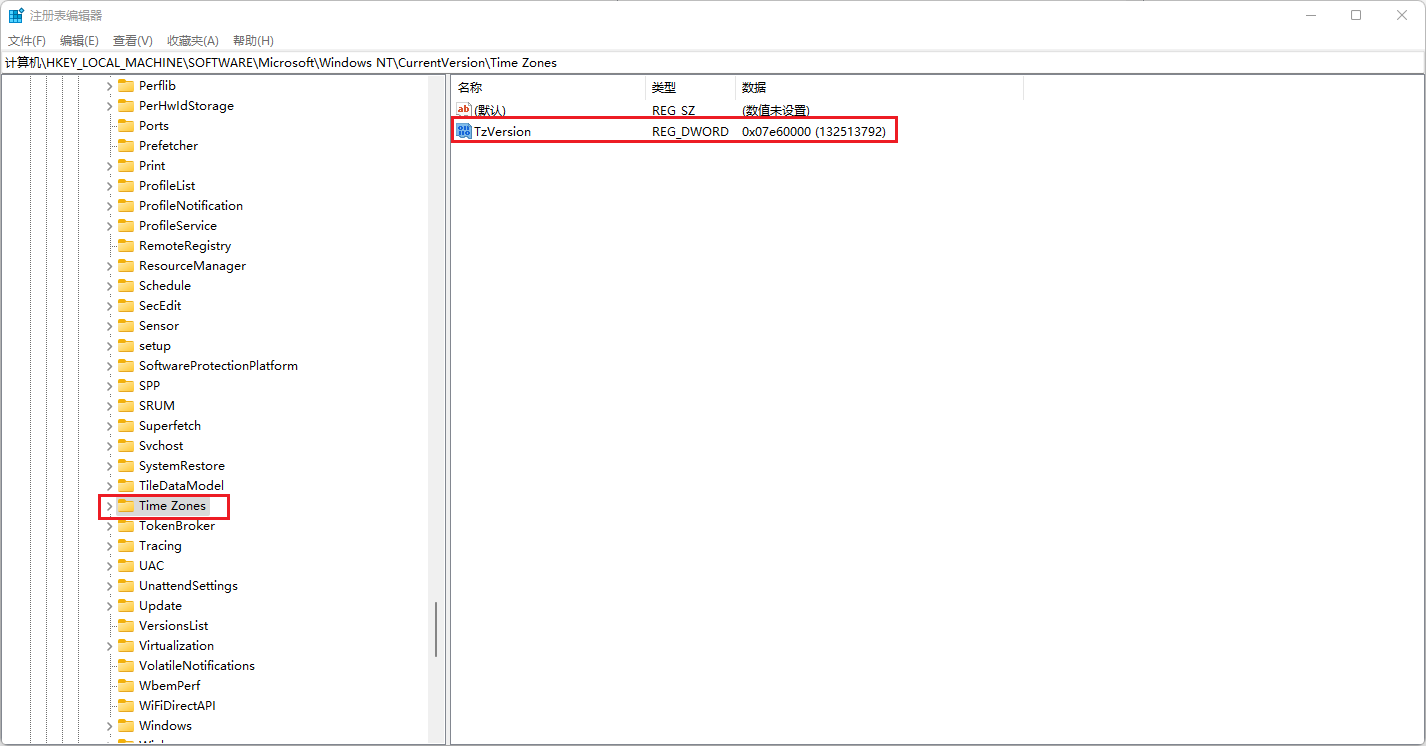 注册表编辑器
文件(F) 编辑(E) 查看(V) 收藏夹(A) 帮助(H)
计算机\HKEY_LOCAL_MACHINE\SOFTWARE\Microsoft\Windows NT\CurrentVersion\Time Zones
Perflib
PerHwIdStorage
Ports
Prefetcher
Print
ProfileList
ProfileNotification
ProfileService
RemoteRegistry
ResourceManager
Schedule
SecEdit
Sensor
setup
SoftwareProtectionPlatform
SPP
SRUM
Superfetch
Svchost
SystemRestore
TileDataModel
Time Zones
TokenBroker
Tracing
UAC
UnattendSettings
Update
VersionsList
Virtualization
VolatileNotifications
WbemPerf
WiFiDirectAPI
Windows
名称 类型 数据
(默认) REG_SZ (数值未设置)
TzVersion REG_DWORD 0x07e60000 (132513792)